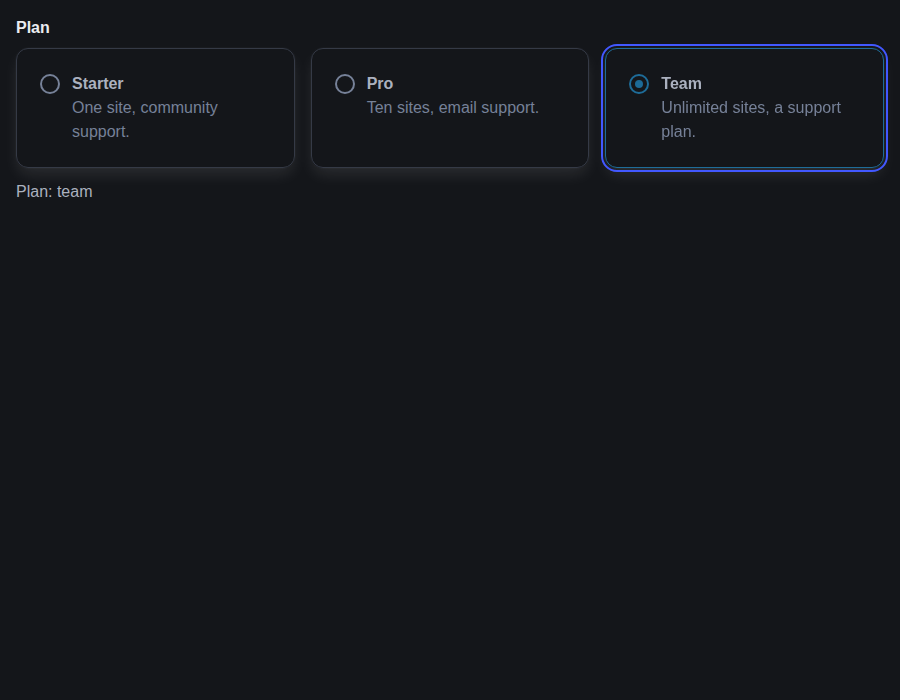 Plan
Starter
One site, community
support.
Pro
Ten sites, email support.
Team
Unlimited sites, a support
plan.
Plan: team